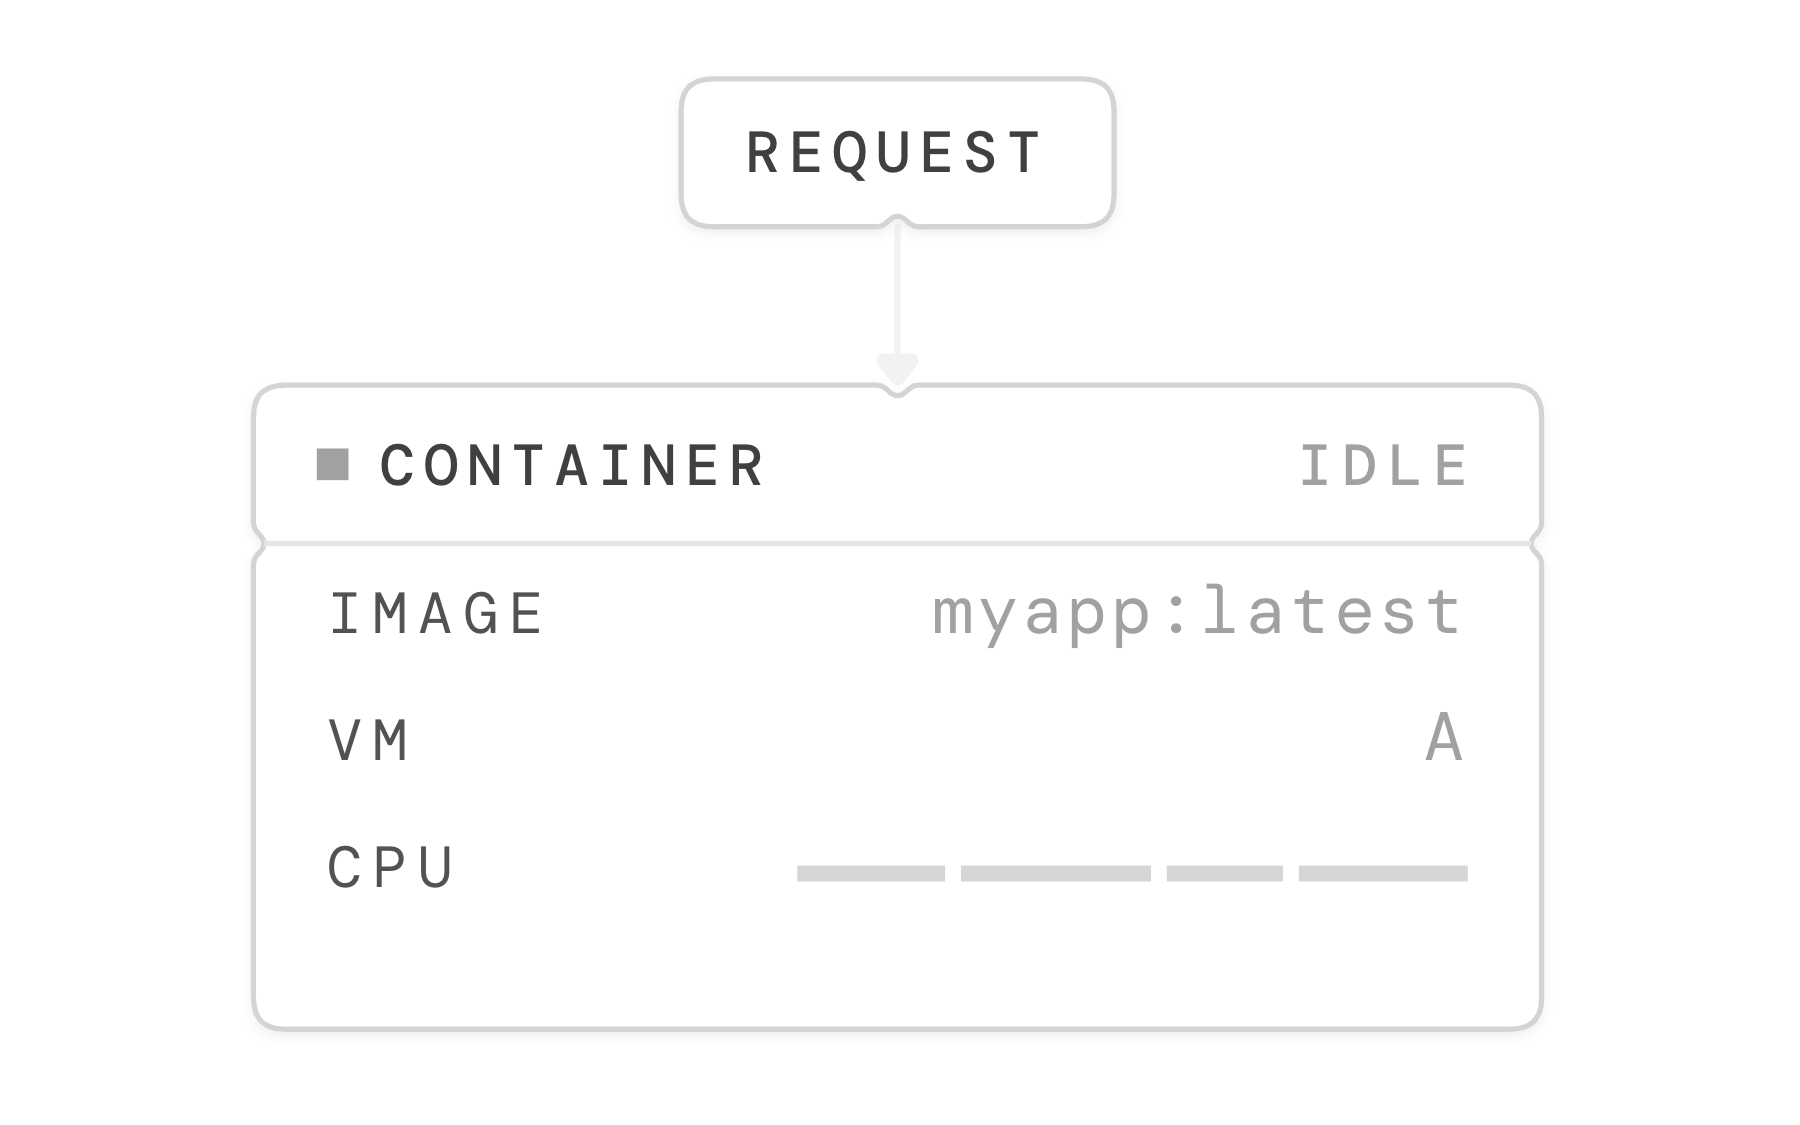 REQUEST
CONTAINER IDLE
IMAGE myapp:latest
VM A
CPU